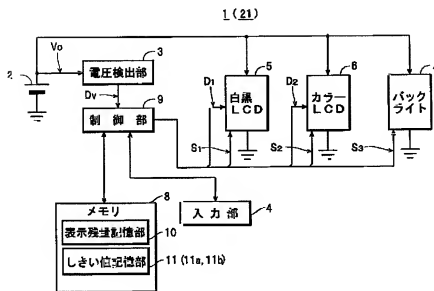 1 (21)
Vo
3
電圧検出部
2
Dv
9
制御部
5
D1
白黒
LCD
S1
6
D2
カラー
LCD
S2
バック
ライト
S3
8
メモリ
表示残量記憶部
10
しきい値記憶部
11 (11a, 11b)
4
入力部